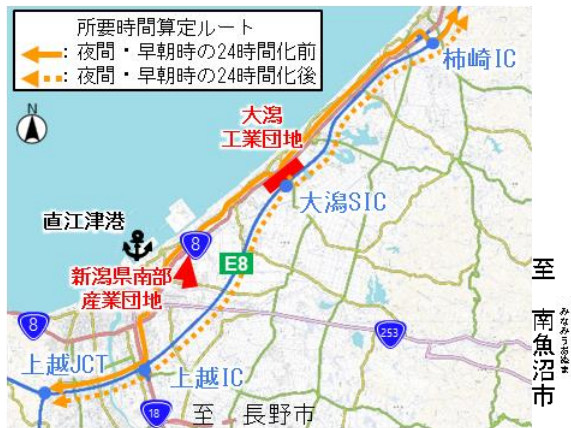 所要時間算定ルート
：夜間・早朝時の24時間化前
：夜間・早朝時の24時間化後
N
柿崎IC
大潟
工業団地
大潟SIC
直江津港
8
E8
新潟県南部
産業団地
8
253
至 南魚沼市
みなみうおぬま
上越JCT
上越IC
18
至 長野市